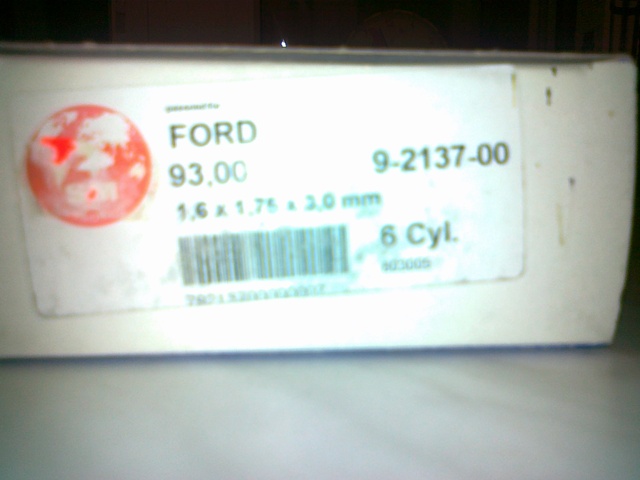 FORD
93,00
9-2137-00
1,6 x 1,75 x 3,0 mm
6 Cyl.